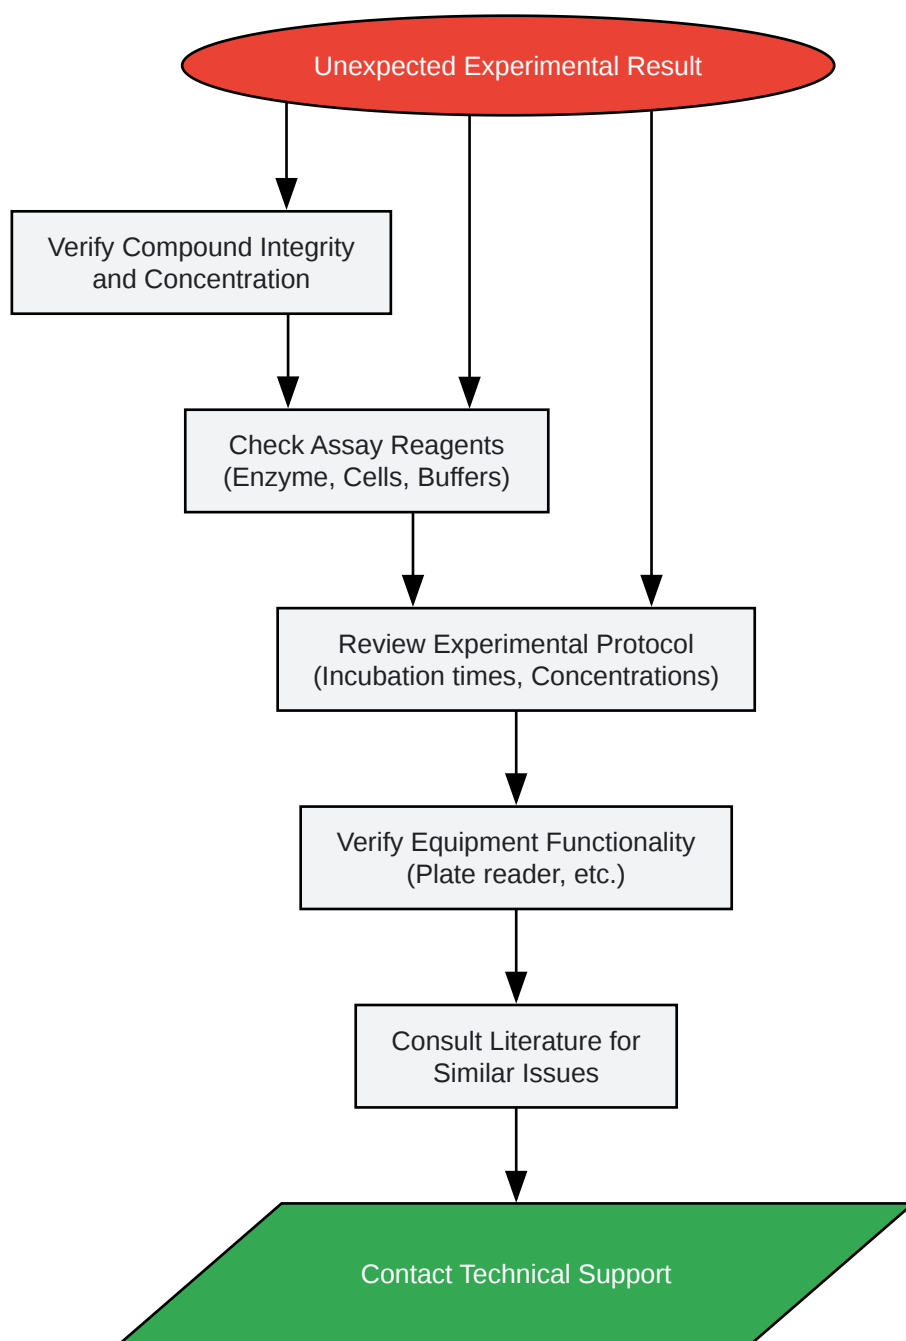 Unexpected Experimental Result
Verify Compound Integrity
and Concentration
Check Assay Reagents
(Enzyme, Cells, Buffers)
Review Experimental Protocol
(Incubation times, Concentrations)
Verify Equipment Functionality
(Plate reader, etc.)
Consult Literature for
Similar Issues
Contact Technical Support